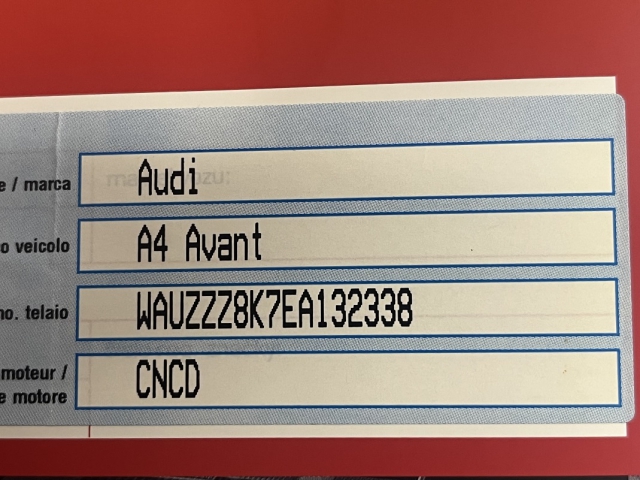 e / marca Audi
o veicolo A4 Avant
no. telaio WAUZZZ8K7EA132338
moteur /
e motore CNCD